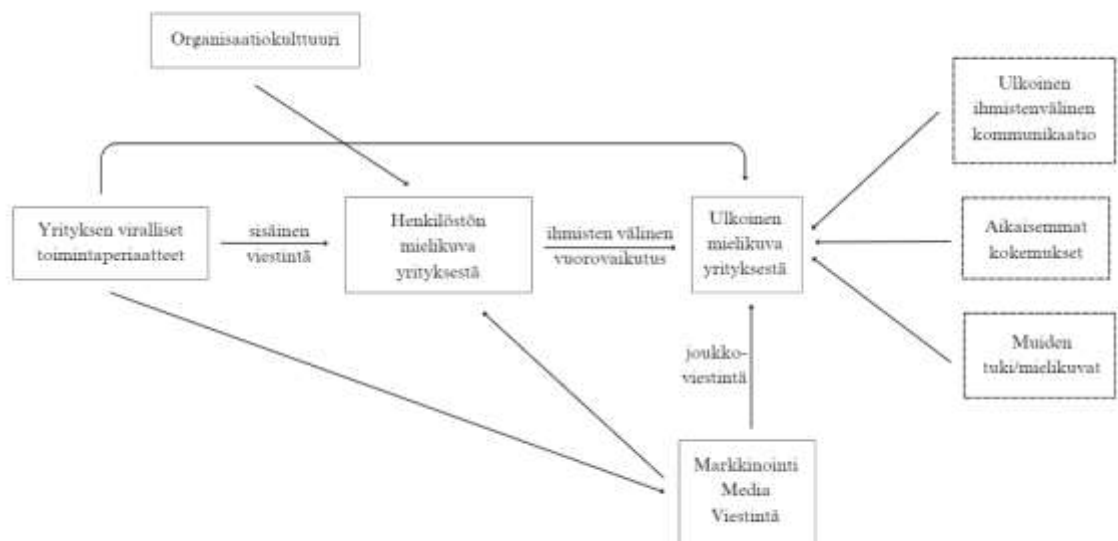 Organisaatiokulttuuri
Ulkoinen
ihmistenvälinen
kommunikaatio
Yrityksen viralliset
toimintaperiaatteet
sisäinen
viestintä
Henkilöstön
mielikuva
yrityksestä
ihmisten välinen
vuorovaikutus
Ulkoinen
mielikuva
yrityksestä
Aikaisemmat
kokemukset
joukko-
viestintä
Muiden
tuki/mielikuvat
Markkinointi
Media
Viestintä